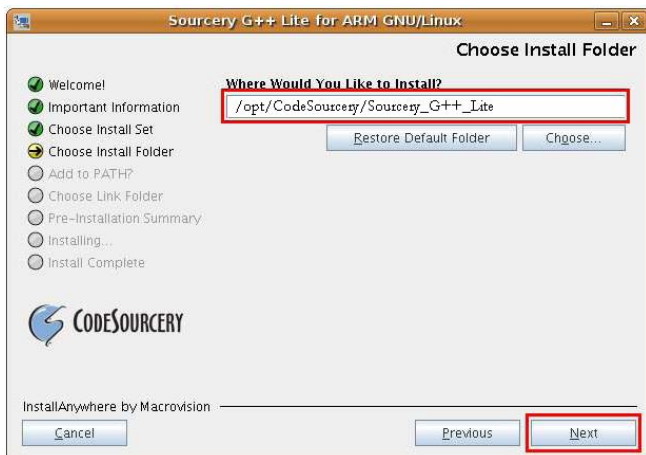 Sourcery G++ Lite for ARM GNU/Linux
Choose Install Folder
Welcome!
Important Information
Choose Install Set
Choose Install Folder
Add to PATH?
Choose Link Folder
Pre-Installation Summary
Installing...
Install Complete
Where Would You Like to Install?
/opt/CodeSourcery/Sourcery_G++_Lite
Restore Default Folder
Choose...
CODESOURCERY
InstallAnywhere by Macrovision
Cancel
Previous
Next